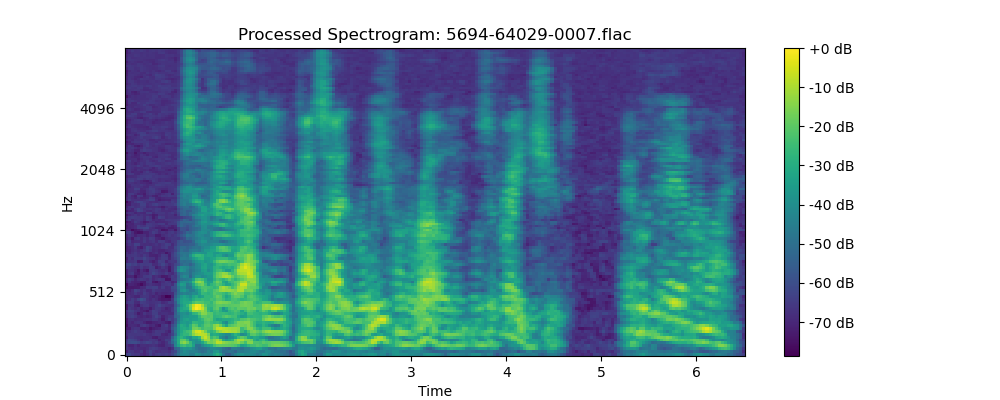 Processed Spectrogram: 5694-64029-0007.flac
Hz
4096
2048
1024
512
0
0 1 2 3 4 5 6
Time
+0 dB
-10 dB
-20 dB
-30 dB
-40 dB
-50 dB
-60 dB
-70 dB